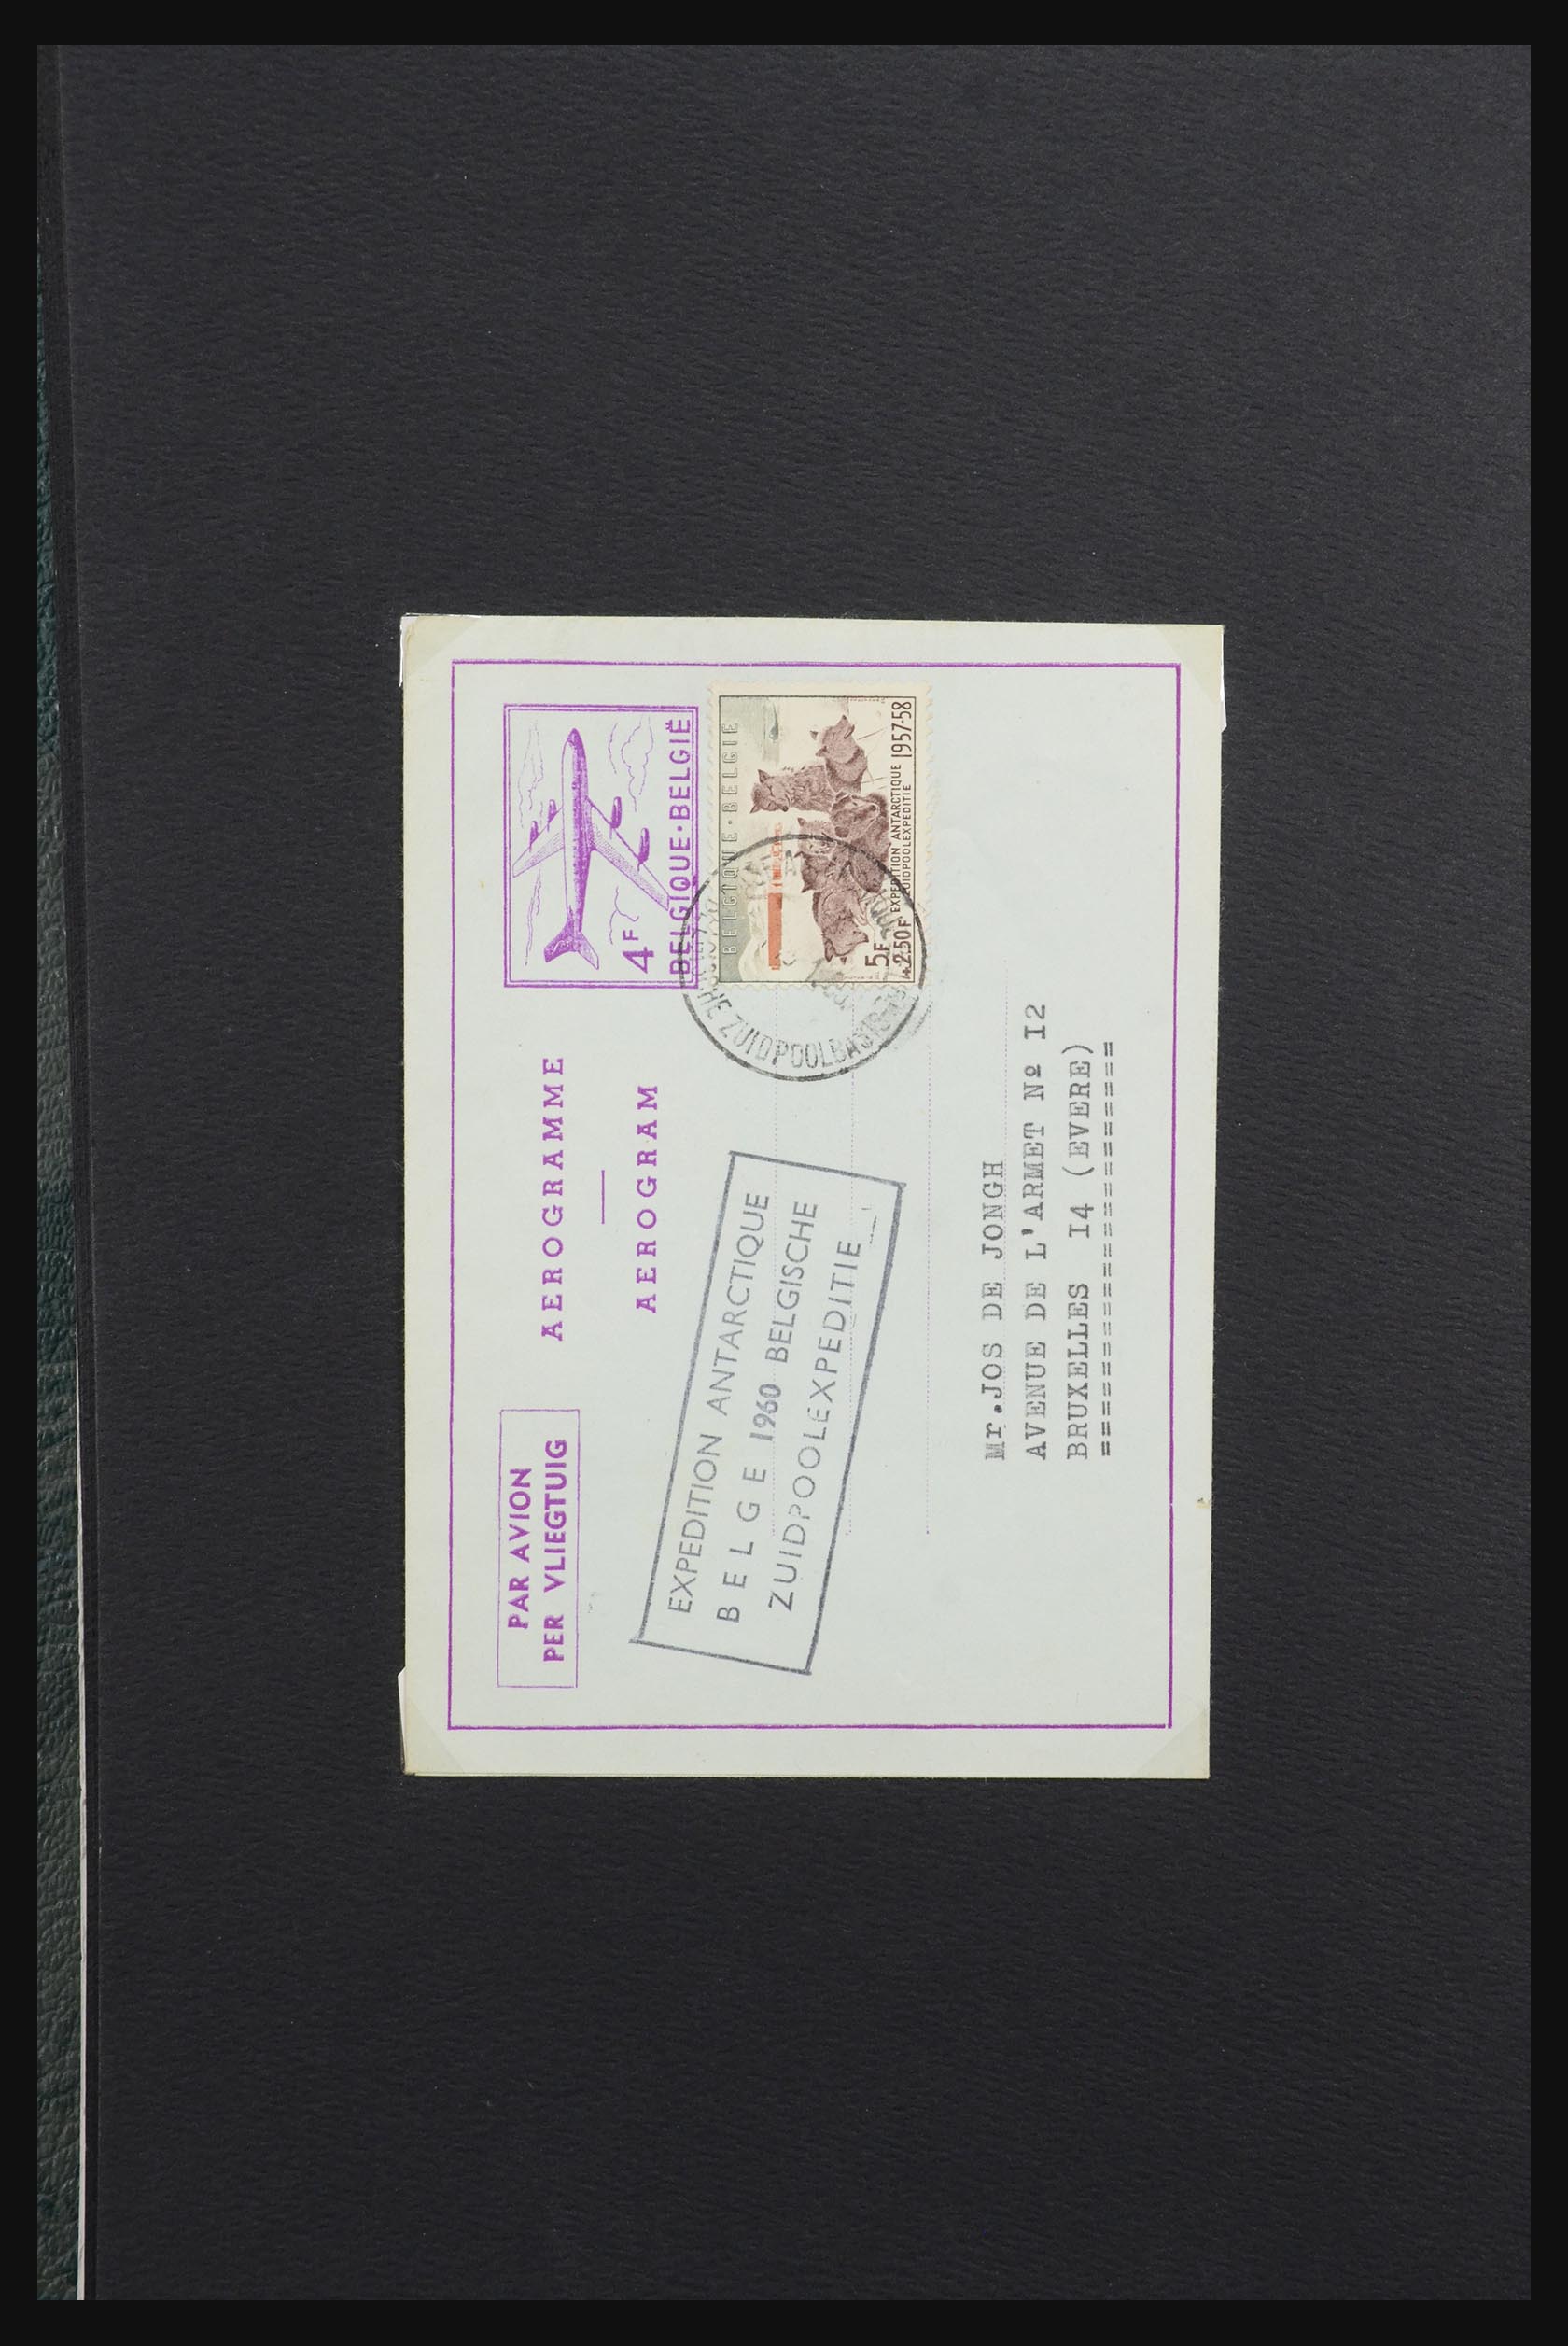 PAR AVION
PER VLIEGTUIG
AEROGRAMME
AEROGRAM
4F
BELGIQUE·BELGIË
BELGIQUE·BELGIE
5F
+2.50F
EXPEDITION ANTARCTIQUE
ZUIDPOOLEXPEDITIE
1957-58
ZUIDPOOLBASIS
EXPEDITION ANTARCTIQUE
BELGE 1960 BELGISCHE
ZUIDPOOLEXPEDITIE
Mr.JOS DE JONGH
AVENUE DE L'ARMET Nº I2
BRUXELLES I4 (EVERE)
========================